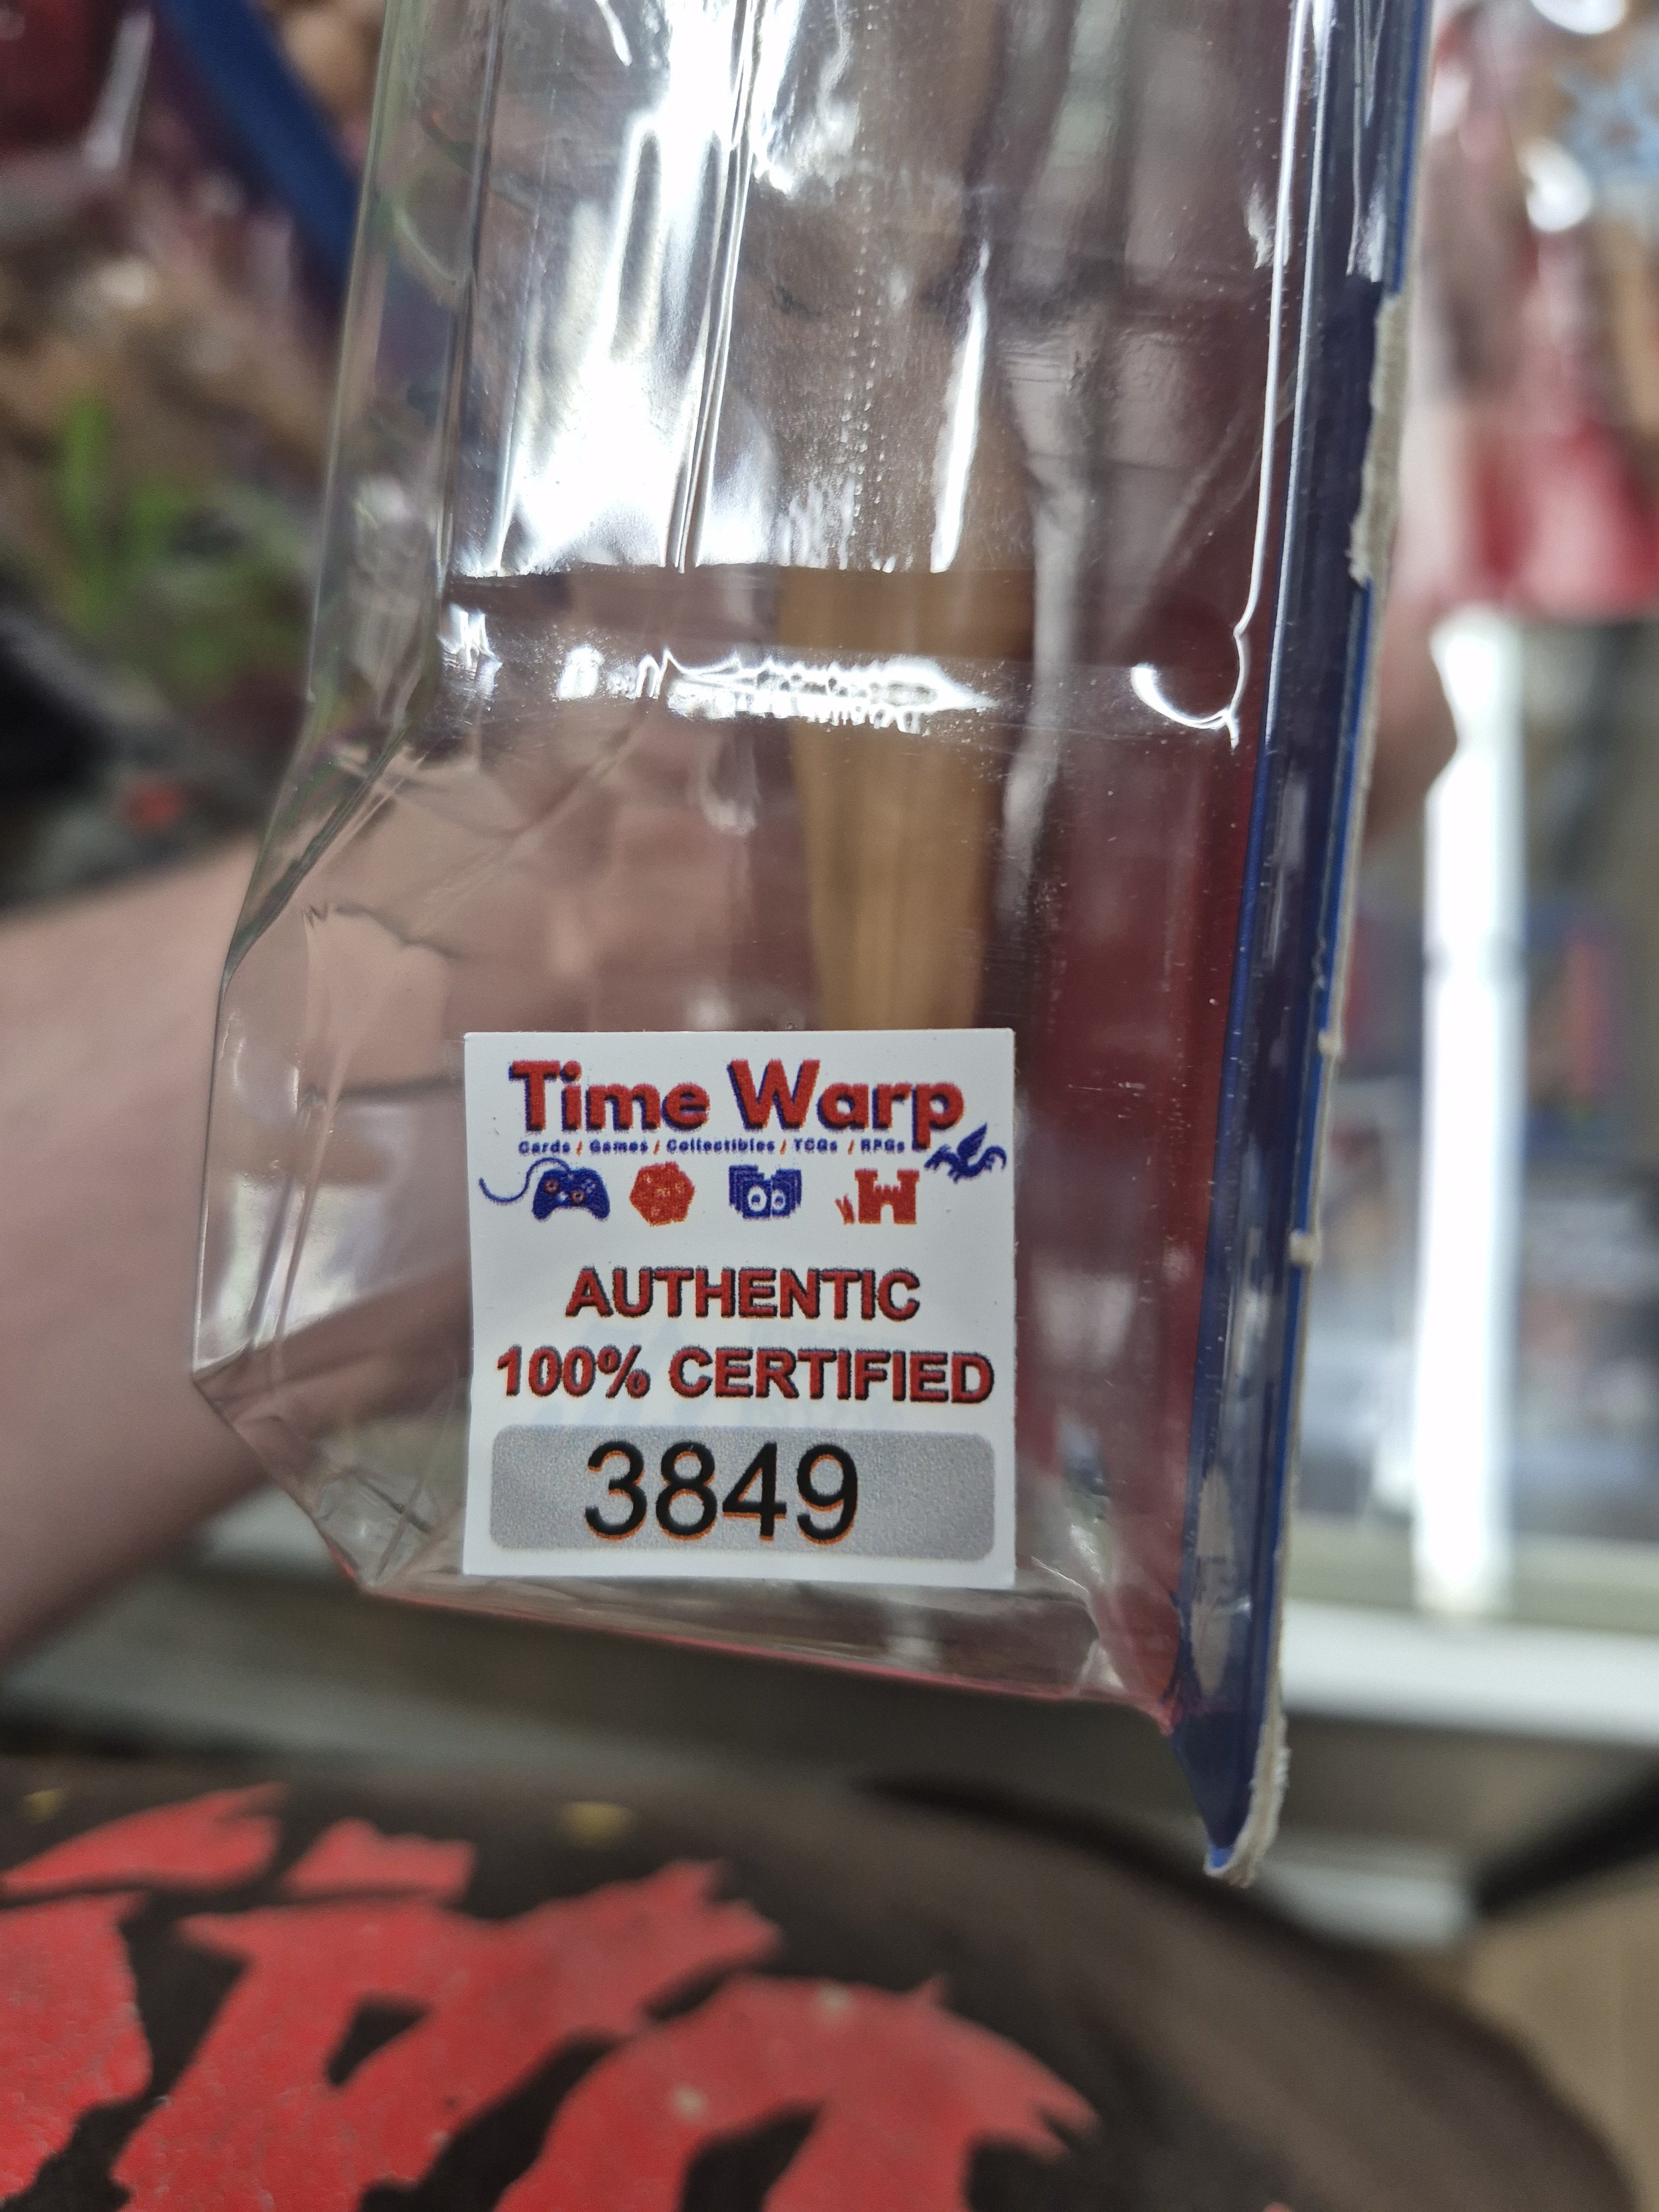 Time Warp
Cards / Games / Collectibles / TCGs / RPGs
AUTHENTIC
100% CERTIFIED
3849